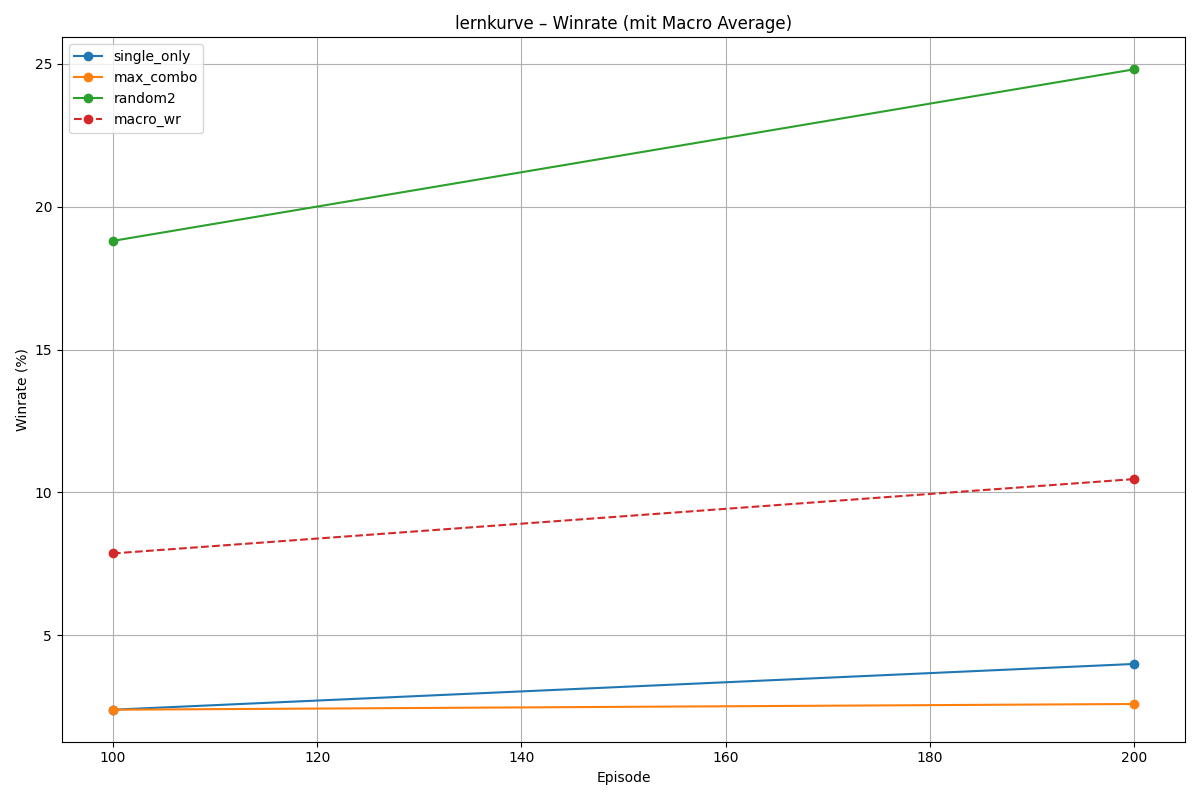 lernkurve – Winrate (mit Macro Average)
single_only
max_combo
random2
macro_wr
Winrate (%)
25
20
15
10
5
100 120 140 160 180 200
Episode